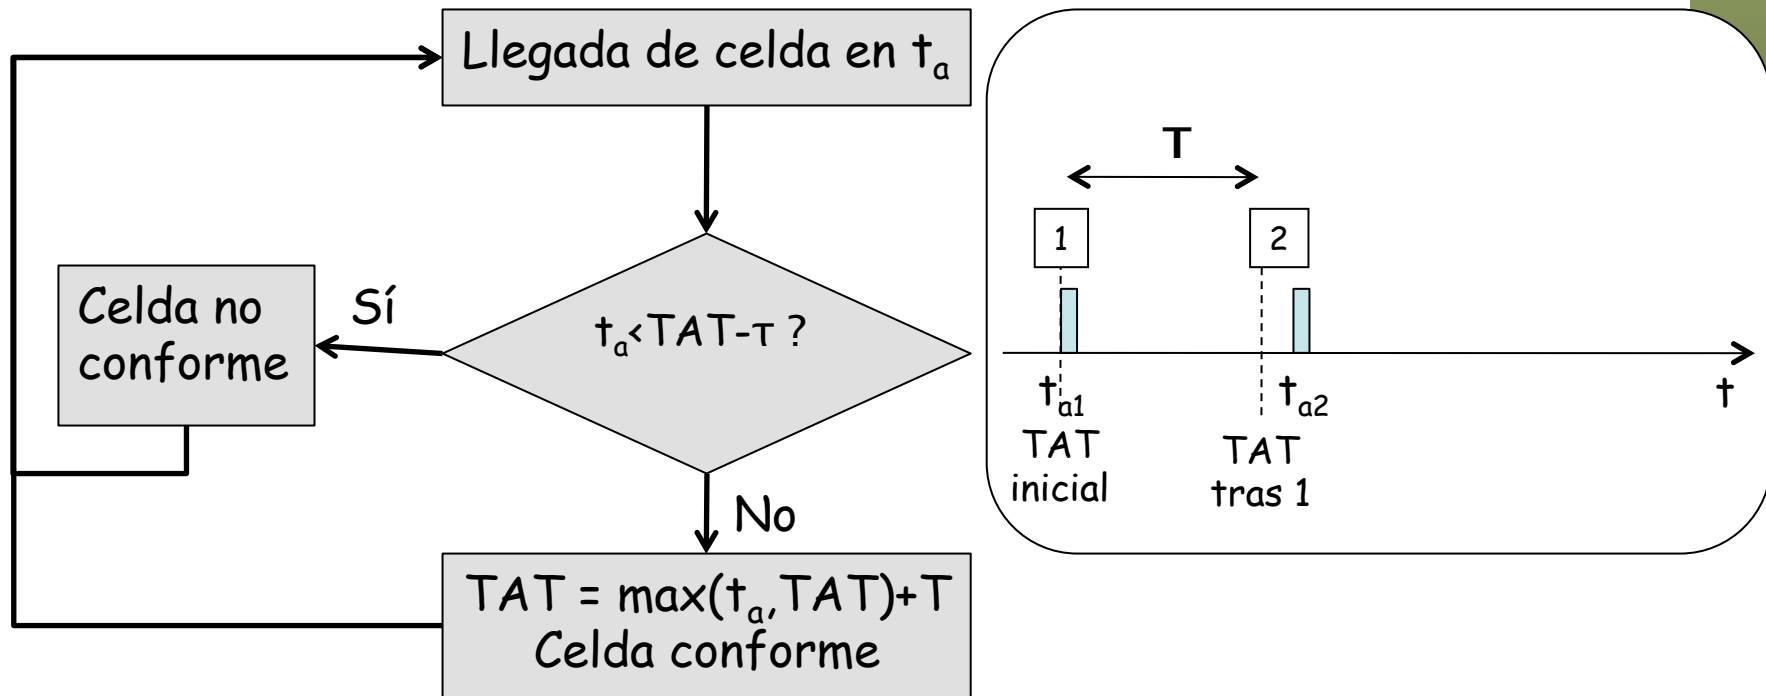 Llegada de celda en tₐ
Celda no
conforme
Sí
tₐ<TAT-τ ?
No
TAT = max(tₐ,TAT)+T
Celda conforme
T
1
2
tₐ₁
tₐ₂
t
TAT
inicial
TAT
tras 1